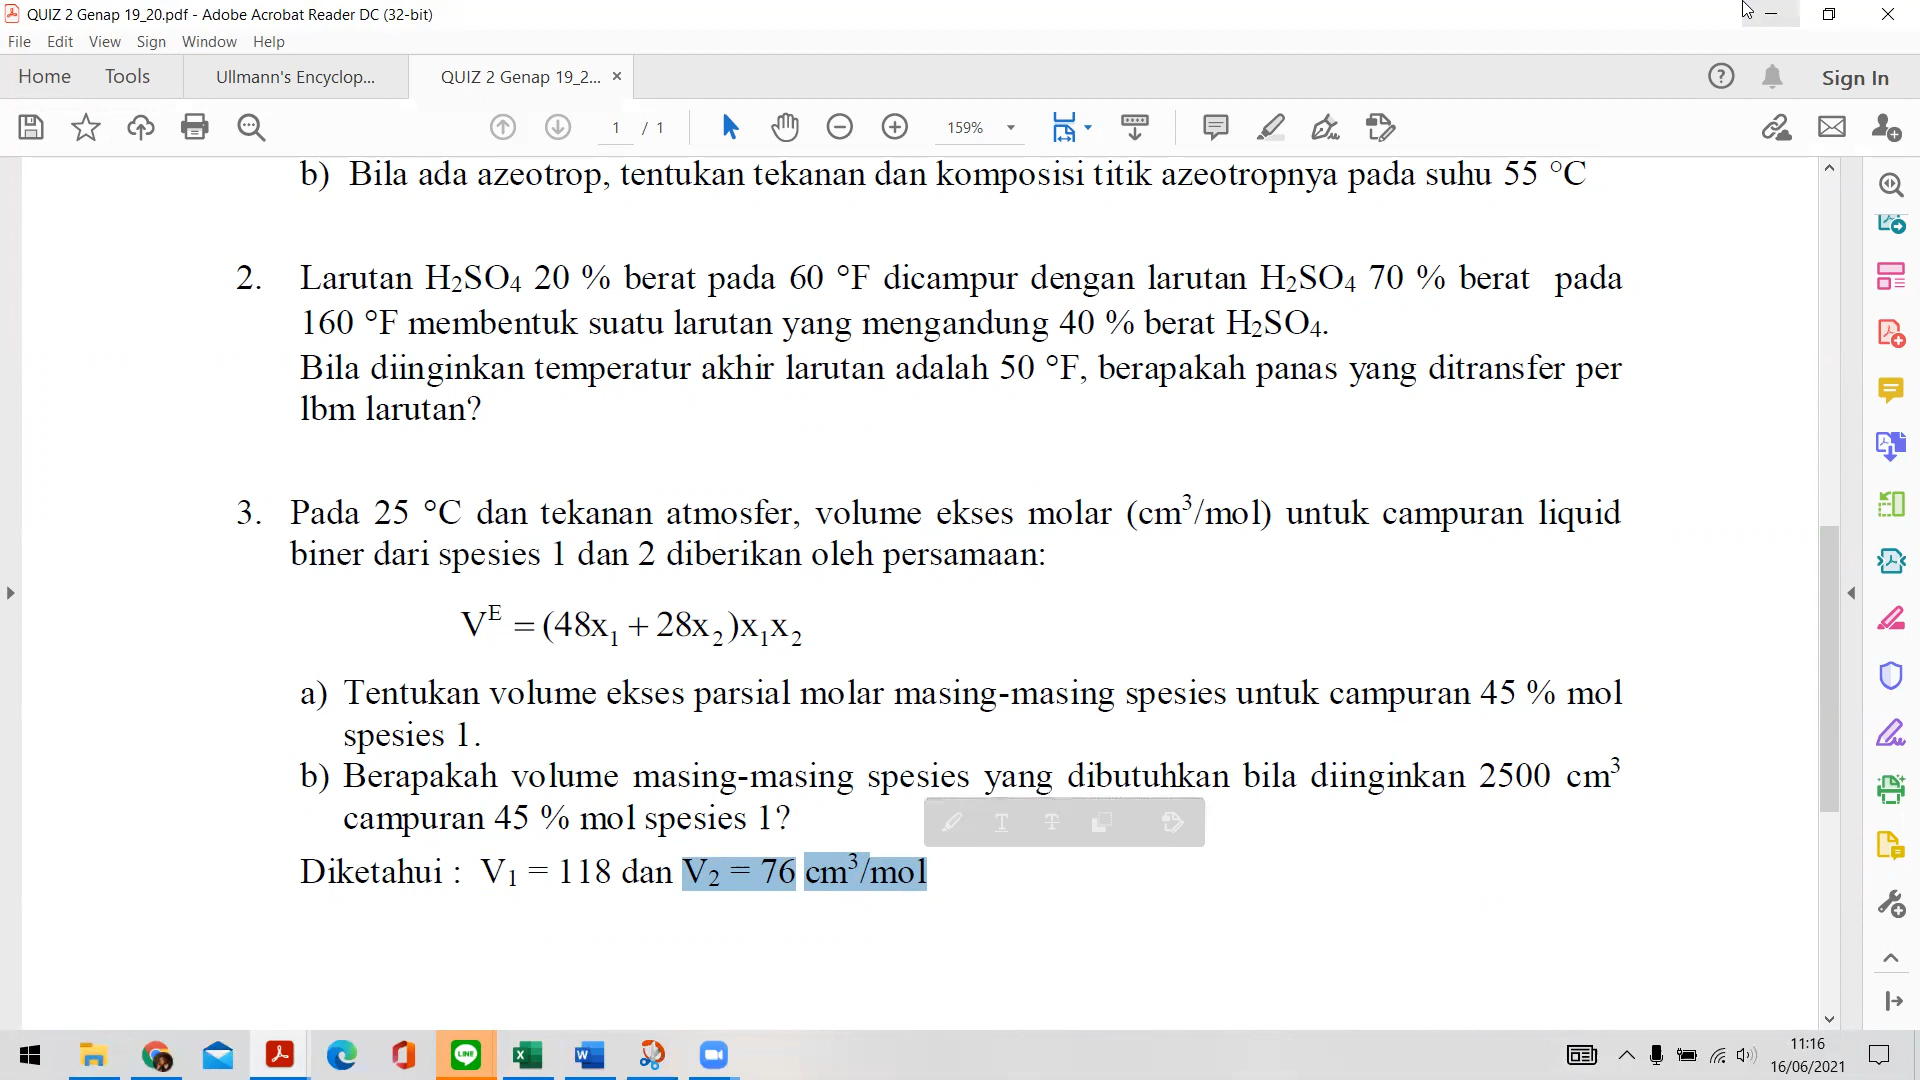 QUIZ 2 Genap 19_20.pdf - Adobe Acrobat Reader DC (32-bit)
File Edit View Sign Window Help
Home Tools Ullmann's Encyclop... QUIZ 2 Genap 19_2... × Sign In
1 / 1 159%
b) Bila ada azeotrop, tentukan tekanan dan komposisi titik azeotropnya pada suhu 55 °C
2. Larutan H₂SO₄ 20 % berat pada 60 °F dicampur dengan larutan H₂SO₄ 70 % berat pada
160 °F membentuk suatu larutan yang mengandung 40 % berat H₂SO₄.
Bila diinginkan temperatur akhir larutan adalah 50 °F, berapakah panas yang ditransfer per
lbm larutan?
3. Pada 25 °C dan tekanan atmosfer, volume ekses molar (cm³/mol) untuk campuran liquid
biner dari spesies 1 dan 2 diberikan oleh persamaan:
Vᴱ = (48x₁ + 28x₂)x₁x₂
a) Tentukan volume ekses parsial molar masing-masing spesies untuk campuran 45 % mol
spesies 1.
b) Berapakah volume masing-masing spesies yang dibutuhkan bila diinginkan 2500 cm³
campuran 45 % mol spesies 1?
Diketahui : V₁ = 118 dan V₂ = 76 cm³/mol
11:16
16/06/2021